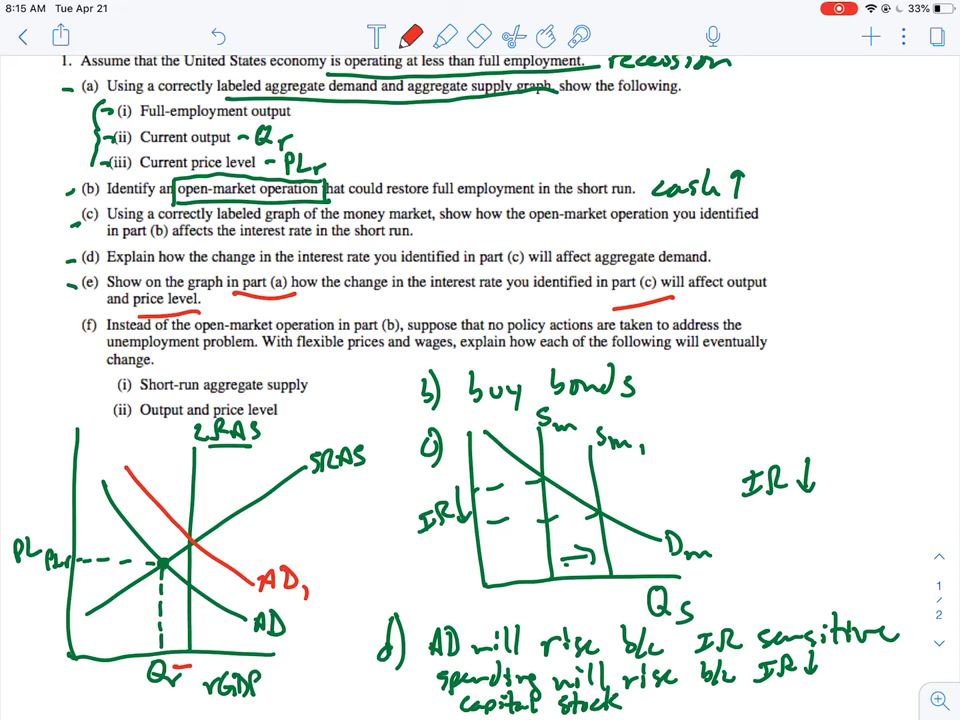 8:15 AM Tue Apr 21
33%
1. Assume that the United States economy is operating at less than full employment. recession
(a) Using a correctly labeled aggregate demand and aggregate supply graph, show the following.
(i) Full-employment output
(ii) Current output - Qr
(iii) Current price level - PLr
(b) Identify an open-market operation that could restore full employment in the short run. cash ↑
(c) Using a correctly labeled graph of the money market, show how the open-market operation you identified
in part (b) affects the interest rate in the short run.
(d) Explain how the change in the interest rate you identified in part (c) will affect aggregate demand.
(e) Show on the graph in part (a) how the change in the interest rate you identified in part (c) will affect output
and price level.
(f) Instead of the open-market operation in part (b), suppose that no policy actions are taken to address the
unemployment problem. With flexible prices and wages, explain how each of the following will eventually
change.
(i) Short-run aggregate supply
(ii) Output and price level
b) buy bonds
LRAS
SRAS
PL
PLr
AD1
AD
Qr
rGDP
c)
Sm
Sm1
IR ↓
IR ↓
Dm
Q$
1
/
2
d) AD will rise b/c IR sensitive
spending will rise b/c IR ↓
capital stock